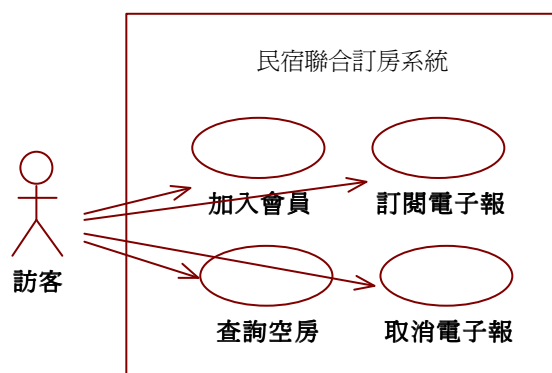 民宿聯合訂房系統
加入會員
訂閱電子報
訪客
查詢空房
取消電子報